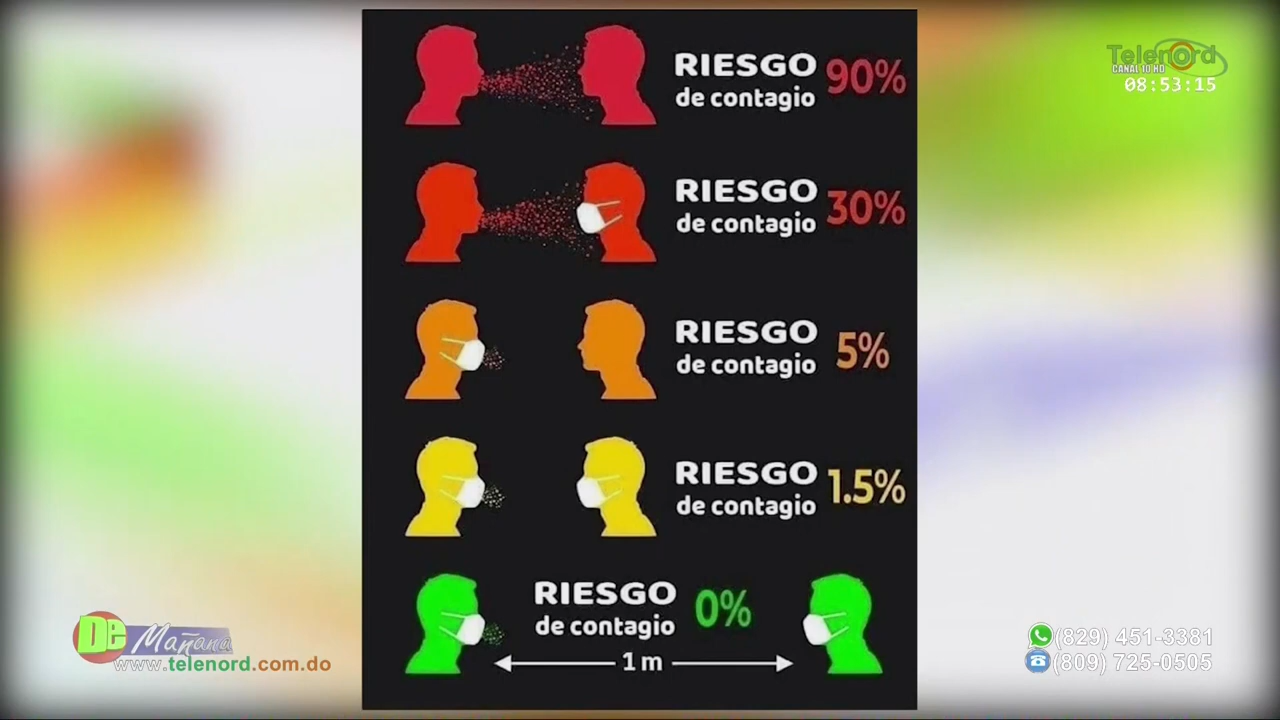 RIESGO
de contagio
90%
RIESGO
de contagio
30%
RIESGO
de contagio
5%
RIESGO
de contagio
1.5%
RIESGO
de contagio
0%
1 m
Telenord
CANAL 10 HD
08:53:15
De Mañana
www.telenord.com.do
(829) 451-3381
(809) 725-0505